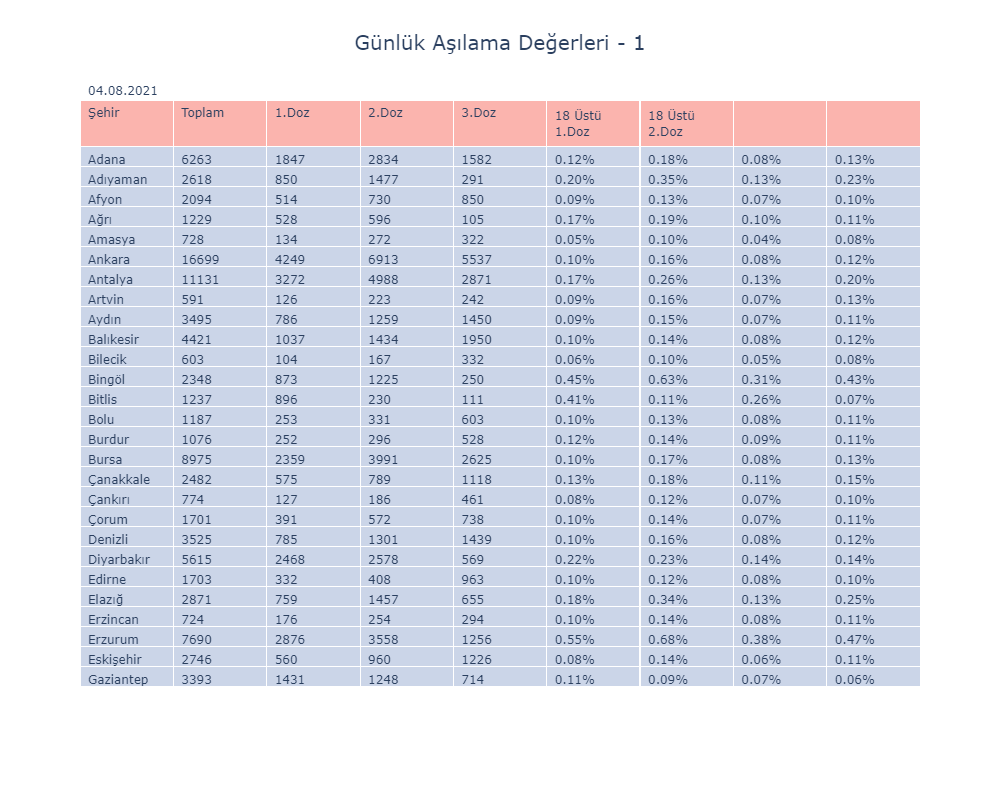 Günlük Aşılama Değerleri - 1
04.08.2021
Şehir Toplam 1.Doz 2.Doz 3.Doz 18 Üstü 1.Doz 18 Üstü 2.Doz
Adana 6263 1847 2834 1582 0.12% 0.18% 0.08% 0.13%
Adıyaman 2618 850 1477 291 0.20% 0.35% 0.13% 0.23%
Afyon 2094 514 730 850 0.09% 0.13% 0.07% 0.10%
Ağrı 1229 528 596 105 0.17% 0.19% 0.10% 0.11%
Amasya 728 134 272 322 0.05% 0.10% 0.04% 0.08%
Ankara 16699 4249 6913 5537 0.10% 0.16% 0.08% 0.12%
Antalya 11131 3272 4988 2871 0.17% 0.26% 0.13% 0.20%
Artvin 591 126 223 242 0.09% 0.16% 0.07% 0.13%
Aydın 3495 786 1259 1450 0.09% 0.15% 0.07% 0.11%
Balıkesir 4421 1037 1434 1950 0.10% 0.14% 0.08% 0.12%
Bilecik 603 104 167 332 0.06% 0.10% 0.05% 0.08%
Bingöl 2348 873 1225 250 0.45% 0.63% 0.31% 0.43%
Bitlis 1237 896 230 111 0.41% 0.11% 0.26% 0.07%
Bolu 1187 253 331 603 0.10% 0.13% 0.08% 0.11%
Burdur 1076 252 296 528 0.12% 0.14% 0.09% 0.11%
Bursa 8975 2359 3991 2625 0.10% 0.17% 0.08% 0.13%
Çanakkale 2482 575 789 1118 0.13% 0.18% 0.11% 0.15%
Çankırı 774 127 186 461 0.08% 0.12% 0.07% 0.10%
Çorum 1701 391 572 738 0.10% 0.14% 0.07% 0.11%
Denizli 3525 785 1301 1439 0.10% 0.16% 0.08% 0.12%
Diyarbakır 5615 2468 2578 569 0.22% 0.23% 0.14% 0.14%
Edirne 1703 332 408 963 0.10% 0.12% 0.08% 0.10%
Elazığ 2871 759 1457 655 0.18% 0.34% 0.13% 0.25%
Erzincan 724 176 254 294 0.10% 0.14% 0.08% 0.11%
Erzurum 7690 2876 3558 1256 0.55% 0.68% 0.38% 0.47%
Eskişehir 2746 560 960 1226 0.08% 0.14% 0.06% 0.11%
Gaziantep 3393 1431 1248 714 0.11% 0.09% 0.07% 0.06%